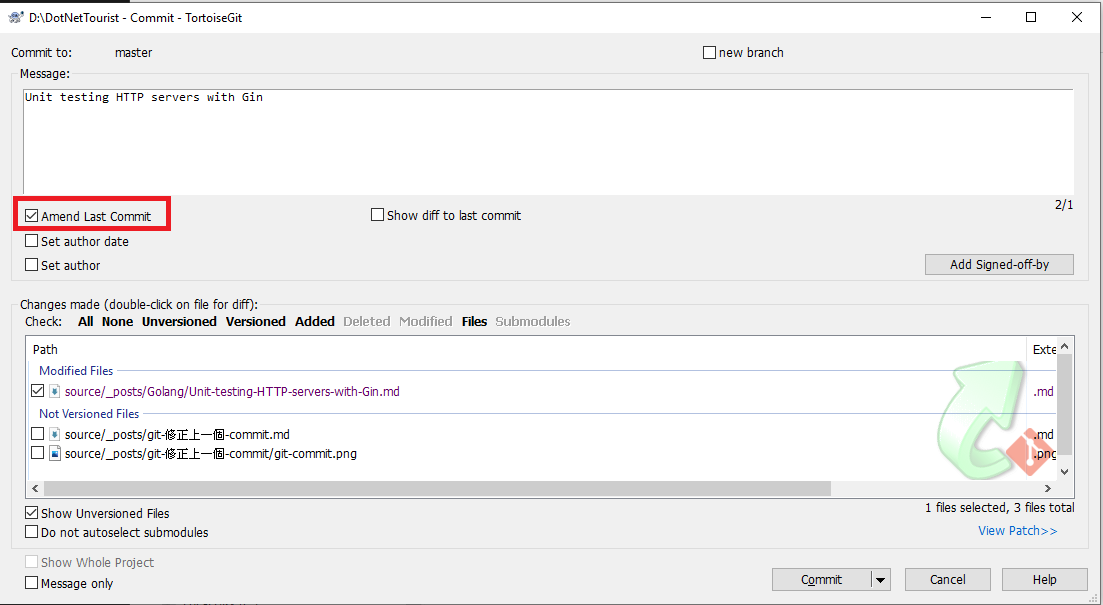 D:\DotNetTourist - Commit - TortoiseGit
Commit to: master new branch
Message:
Unit testing HTTP servers with Gin
2/1
Amend Last Commit Show diff to last commit
Set author date
Set author Add Signed-off-by
Changes made (double-click on file for diff):
Check: All None Unversioned Versioned Added Deleted Modified Files Submodules
Path Exte
Modified Files
source/_posts/Golang/Unit-testing-HTTP-servers-with-Gin.md .md
Not Versioned Files
source/_posts/git-修正上一個-commit.md .md
source/_posts/git-修正上一個-commit/git-commit.png .png
Show Unversioned Files 1 files selected, 3 files total
Do not autoselect submodules View Patch>>
Show Whole Project
Message only Commit Cancel Help